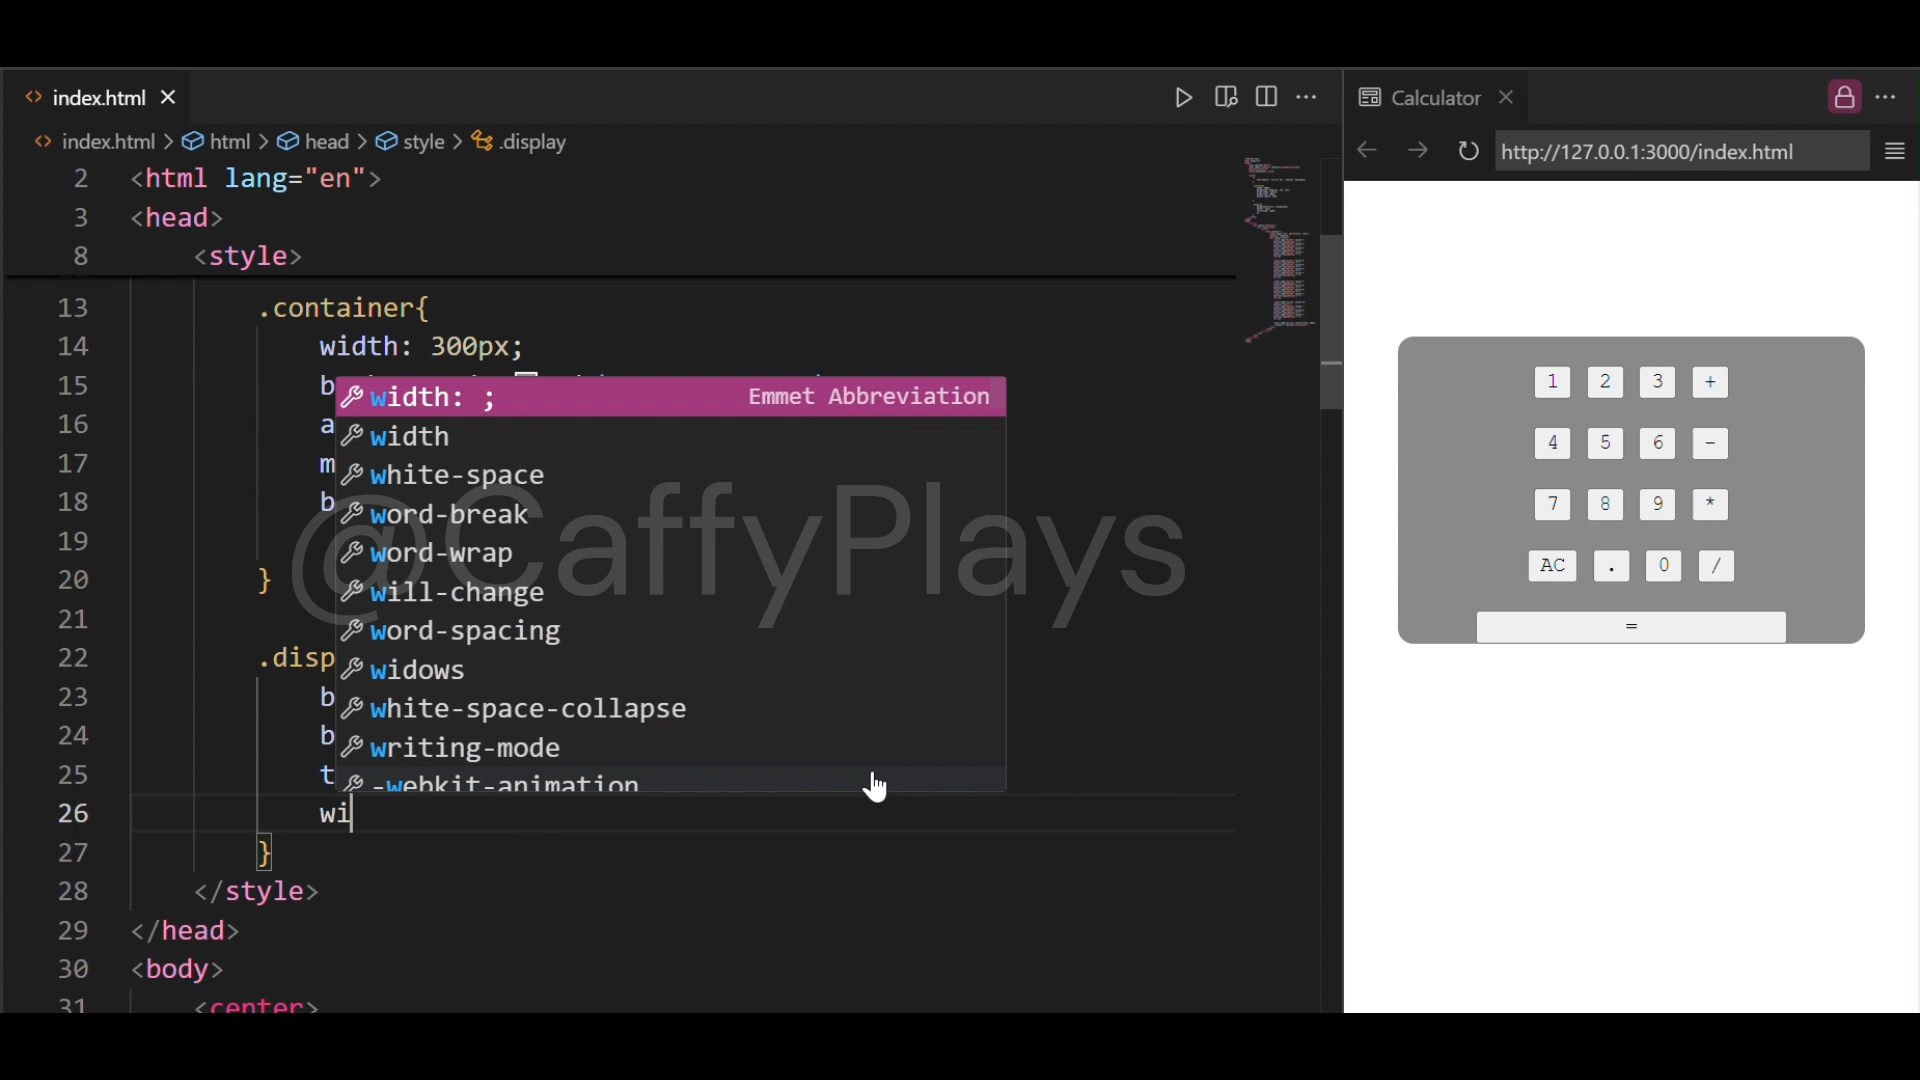 index.html
index.html > html > head > style > .display
2 <html lang="en">
3 <head>
8 <style>
13 .container{
14 width: 300px;
15 b
16 a
17 m
18 b
19
20 }
21
22 .disp
23 b
24 b
25 t
26 wi
27 }
28 </style>
29 </head>
30 <body>
31 <center>
width: ; Emmet Abbreviation
width
white-space
word-break
word-wrap
will-change
word-spacing
widows
white-space-collapse
writing-mode
-webkit-animation
@CaffyPlays
Calculator
http://127.0.0.1:3000/index.html
1 2 3 +
4 5 6 -
7 8 9 *
AC . 0 /
=